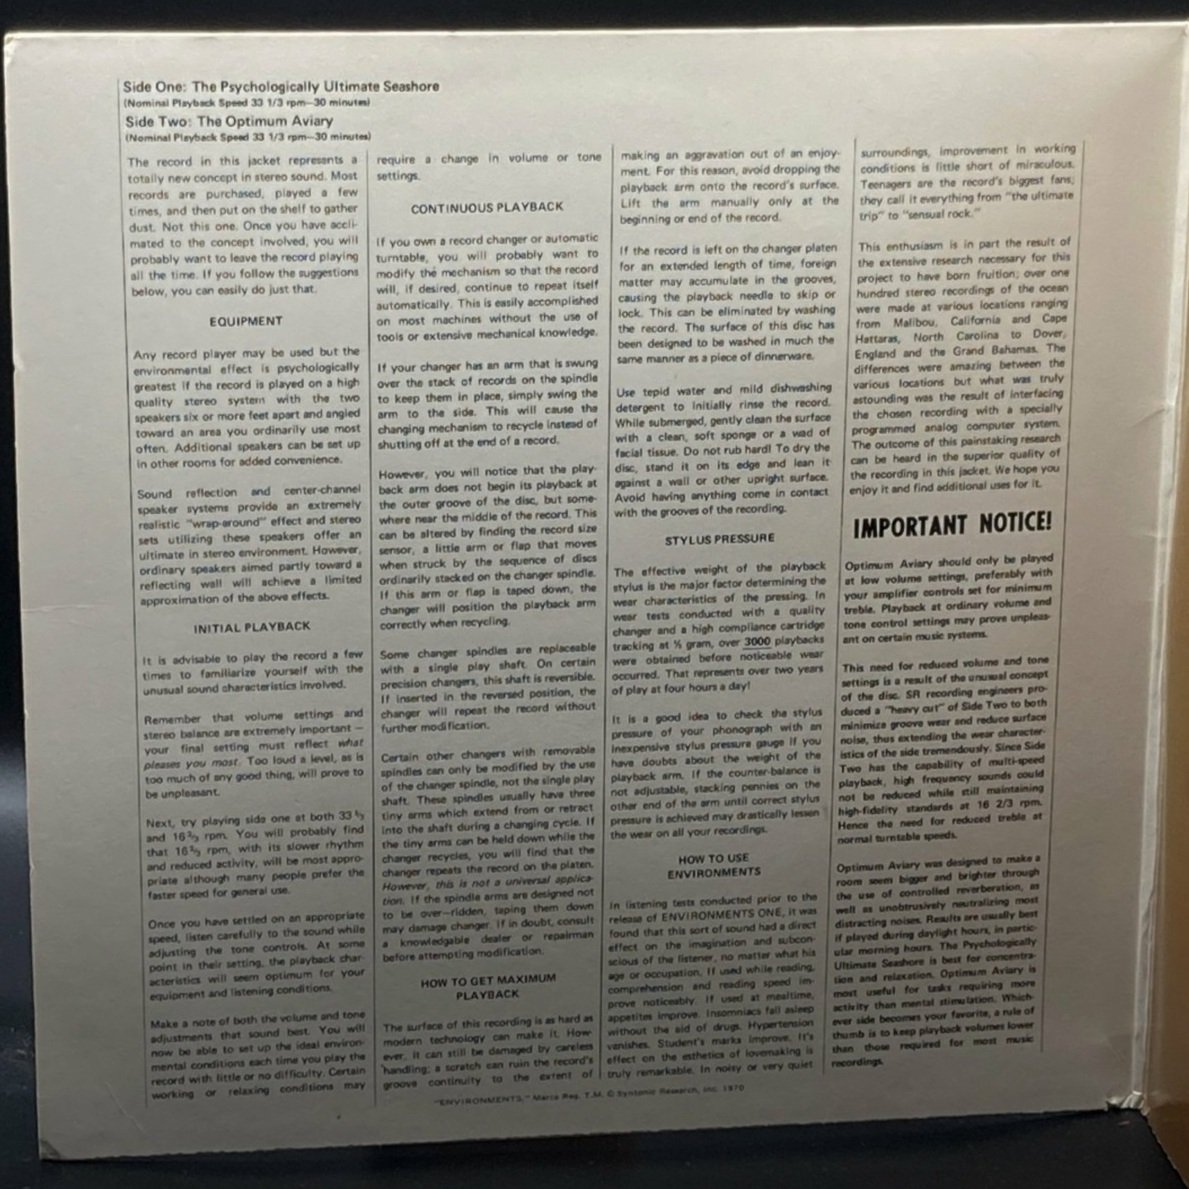 Side One: The Psychologically Ultimate Seashore
(Nominal Playback Speed 33 1/3 rpm—30 minutes)
Side Two: The Optimum Aviary
(Nominal Playback Speed 33 1/3 rpm—30 minutes)
The record in this jacket represents a
totally new concept in stereo sound. Most
records are purchased, played a few
times, and then put on the shelf to gather
dust. Not this one. Once you have accli-
mated to the concept involved, you will
probably want to leave the record playing
all the time. If you follow the suggestions
below, you can easily do just that.
EQUIPMENT
Any record player may be used but the
environmental effect is psychologically
greatest if the record is played on a high
quality stereo system with the two
speakers six or more feet apart and angled
toward an area you ordinarily use most
often. Additional speakers can be set up
in other rooms for added convenience.
Sound reflection and center-channel
speaker systems provide an extremely
realistic "wrap-around" effect and stereo
sets utilizing these speakers offer an
ultimate in stereo environment. However,
ordinary speakers aimed partly toward a
reflecting wall will achieve a limited
approximation of the above effects.
INITIAL PLAYBACK
It is advisable to play the record a few
times to familiarize yourself with the
unusual sound characteristics involved.
Remember that volume settings and
stereo balance are extremely important —
your final setting must reflect what
pleases you most. Too loud a level, as is
too much of any good thing, will prove to
be unpleasant.
Next, try playing side one at both 33 ⅓
and 16⅔ rpm. You will probably find
that 16⅔ rpm, with its slower rhythm
and reduced activity, will be most appro-
priate although many people prefer the
faster speed for general use.
Once you have settled on an appropriate
speed, listen carefully to the sound while
adjusting the tone controls. At some
point in their setting, the playback char-
acteristics will seem optimum for your
equipment and listening conditions.
Make a note of both the volume and tone
adjustments that sound best. You will
now be able to set up the ideal environ-
mental conditions each time you play the
record with little or no difficulty. Certain
working or relaxing conditions may
require a change in volume or tone
settings.
CONTINUOUS PLAYBACK
If you own a record changer or automatic
turntable, you will probably want to
modify the mechanism so that the record
will, if desired, continue to repeat itself
automatically. This is easily accomplished
on most machines without the use of
tools or extensive mechanical knowledge.
If your changer has an arm that is swung
over the stack of records on the spindle
to keep them in place, simply swing the
arm to the side. This will cause the
changing mechanism to recycle instead of
shutting off at the end of a record.
However, you will notice that the play-
back arm does not begin its playback at
the outer groove of the disc, but some-
where near the middle of the record. This
can be altered by finding the record size
sensor, a little arm or flap that moves
when struck by the sequence of discs
ordinarily stacked on the changer spindle.
If this arm or flap is taped down, the
changer will position the playback arm
correctly when recycling.
Some changer spindles are replaceable
with a single play shaft. On certain
precision changers, this shaft is reversible.
If inserted in the reversed position, the
changer will repeat the record without
further modification.
Certain other changers with removable
spindles can only be modified by the use
of the changer spindle, not the single play
shaft. These spindles usually have three
tiny arms which extend from or retract
into the shaft during a changing cycle. If
the tiny arms can be held down while the
changer recycles, you will find that the
changer repeats the record on the platen.
However, this is not a universal applica-
tion. If the spindle arms are designed not
to be over-ridden, taping them down
may damage changer. If in doubt, consult
a knowledgable dealer or repairman
before attempting modification.
HOW TO GET MAXIMUM
PLAYBACK
The surface of this recording is as hard as
modern technology can make it. How-
ever, it can still be damaged by careless
handling; a scratch can ruin the record's
groove continuity to the extent of
making an aggravation out of an enjoy-
ment. For this reason, avoid dropping the
playback arm onto the record's surface.
Lift the arm manually only at the
beginning or end of the record.
If the record is left on the changer platen
for an extended length of time, foreign
matter may accumulate in the grooves,
causing the playback needle to skip or
lock. This can be eliminated by washing
the record. The surface of this disc has
been designed to be washed in much the
same manner as a piece of dinnerware.
Use tepid water and mild dishwashing
detergent to initially rinse the record.
While submerged, gently clean the surface
with a clean, soft sponge or a wad of
facial tissue. Do not rub hard! To dry the
disc, stand it on its edge and lean it
against a wall or other upright surface.
Avoid having anything come in contact
with the grooves of the recording.
STYLUS PRESSURE
The effective weight of the playback
stylus is the major factor determining the
wear characteristics of the pressing. In
wear tests conducted with a quality
changer and a high compliance cartridge
tracking at gram, over 3000 playbacks
were obtained before noticeable wear
occurred. That represents over two years
of play at four hours a day!
It is a good idea to check the stylus
pressure of your phonograph with an
inexpensive stylus pressure gauge if you
have doubts about the weight of the
playback arm. If the counter-balance is
not adjustable, stacking pennies on the
other end of the arm until correct stylus
pressure is achieved may drastically lessen
the wear on all your recordings.
HOW TO USE
ENVIRONMENTS
In listening tests conducted prior to the
release of ENVIRONMENTS ONE, it was
found that this sort of sound had a direct
effect on the imagination and subcon-
scious of the listener, no matter what his
age or occupation. If used while reading,
comprehension and reading speed im-
prove noticeably. If used at mealtime,
appetites improve. Insomniacs fall asleep
without the aid of drugs. Hypertension
vanishes. Student's marks improve. It's
effect on the esthetics of lovemaking is
truly remarkable. In noisy or very quiet
surroundings, improvement in working
conditions is little short of miraculous.
Teenagers are the record's biggest fans;
they call it everything from "the ultimate
trip" to "sensual rock."
This enthusiasm is in part the result of
the extensive research necessary for this
project to have born fruition; over one
hundred stereo recordings of the ocean
were made at various locations ranging
from Malibou, California and Cape
Hattaras, North Carolina to Dover,
England and the Grand Bahamas. The
differences were amazing between the
various locations but what was truly
astounding was the result of interfacing
the chosen recording with a specially
programmed analog computer system.
The outcome of this painstaking research
can be heard in the superior quality of
the recording in this jacket. We hope you
enjoy it and find additional uses for it.
IMPORTANT NOTICE!
Optimum Aviary should only be played
at low volume settings, preferably with
your amplifier controls set for minimum
treble. Playback at ordinary volume and
tone control settings may prove unpleas-
ant on certain music systems.
This need for reduced volume and tone
settings is a result of the unusual concept
of the disc. SR recording engineers pro-
duced a "heavy cut" of Side Two to both
minimize groove wear and reduce surface
noise, thus extending the wear character-
istics of the side tremendously. Since Side
Two has the capability of multi-speed
playback, high frequency sounds could
not be reduced while still maintaining
high-fidelity standards at 16 2/3 rpm.
Hence the need for reduced treble at
normal turntable speeds.
Optimum Aviary was designed to make a
room seem bigger and brighter through
the use of controlled reverberation, as
well as unobtrusively neutralizing most
distracting noises. Results are usually best
if played during daylight hours, in partic-
ular morning hours. The Psychologically
Ultimate Seashore is best for concentra-
tion and relaxation. Optimum Aviary is
most useful for tasks requiring more
activity than mental stimulation. Which-
ever side becomes your favorite, a rule of
thumb is to keep playback volumes lower
than those required for most music
recordings.
"ENVIRONMENTS," Marca Reg. T.M. © Syntonic Research, Inc. 1970